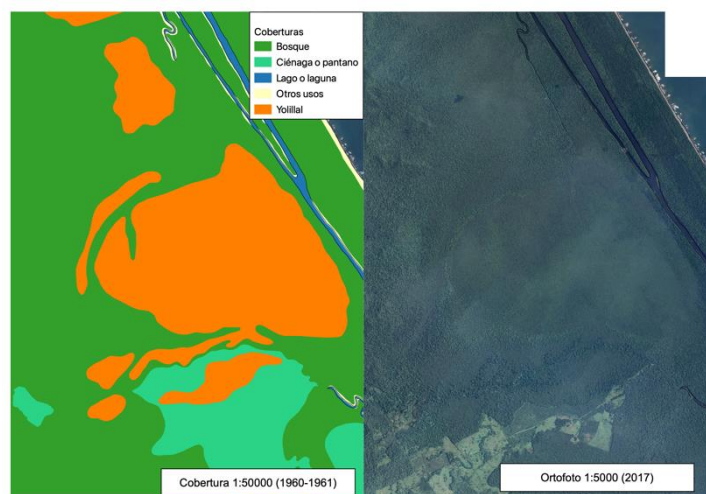 Coberturas
Bosque
Ciénaga o pantano
Lago o laguna
Otros usos
Yolillal
Cobertura 1:50000 (1960-1961)
Ortofoto 1:5000 (2017)